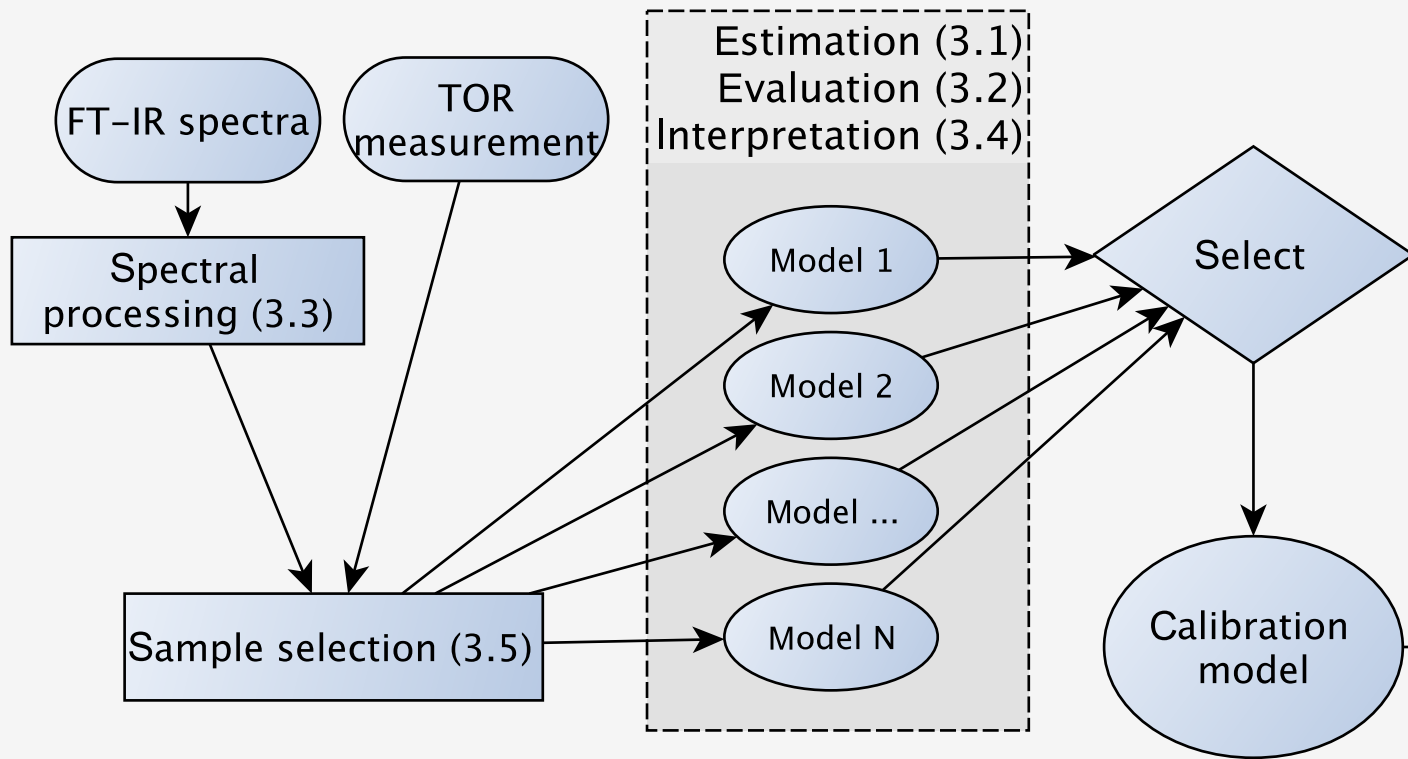 FT-IR spectra
TOR
measurement
Spectral
processing (3.3)
Sample selection (3.5)
Estimation (3.1)
Evaluation (3.2)
Interpretation (3.4)
Model 1
Model 2
Model ...
Model N
Select
Calibration
model